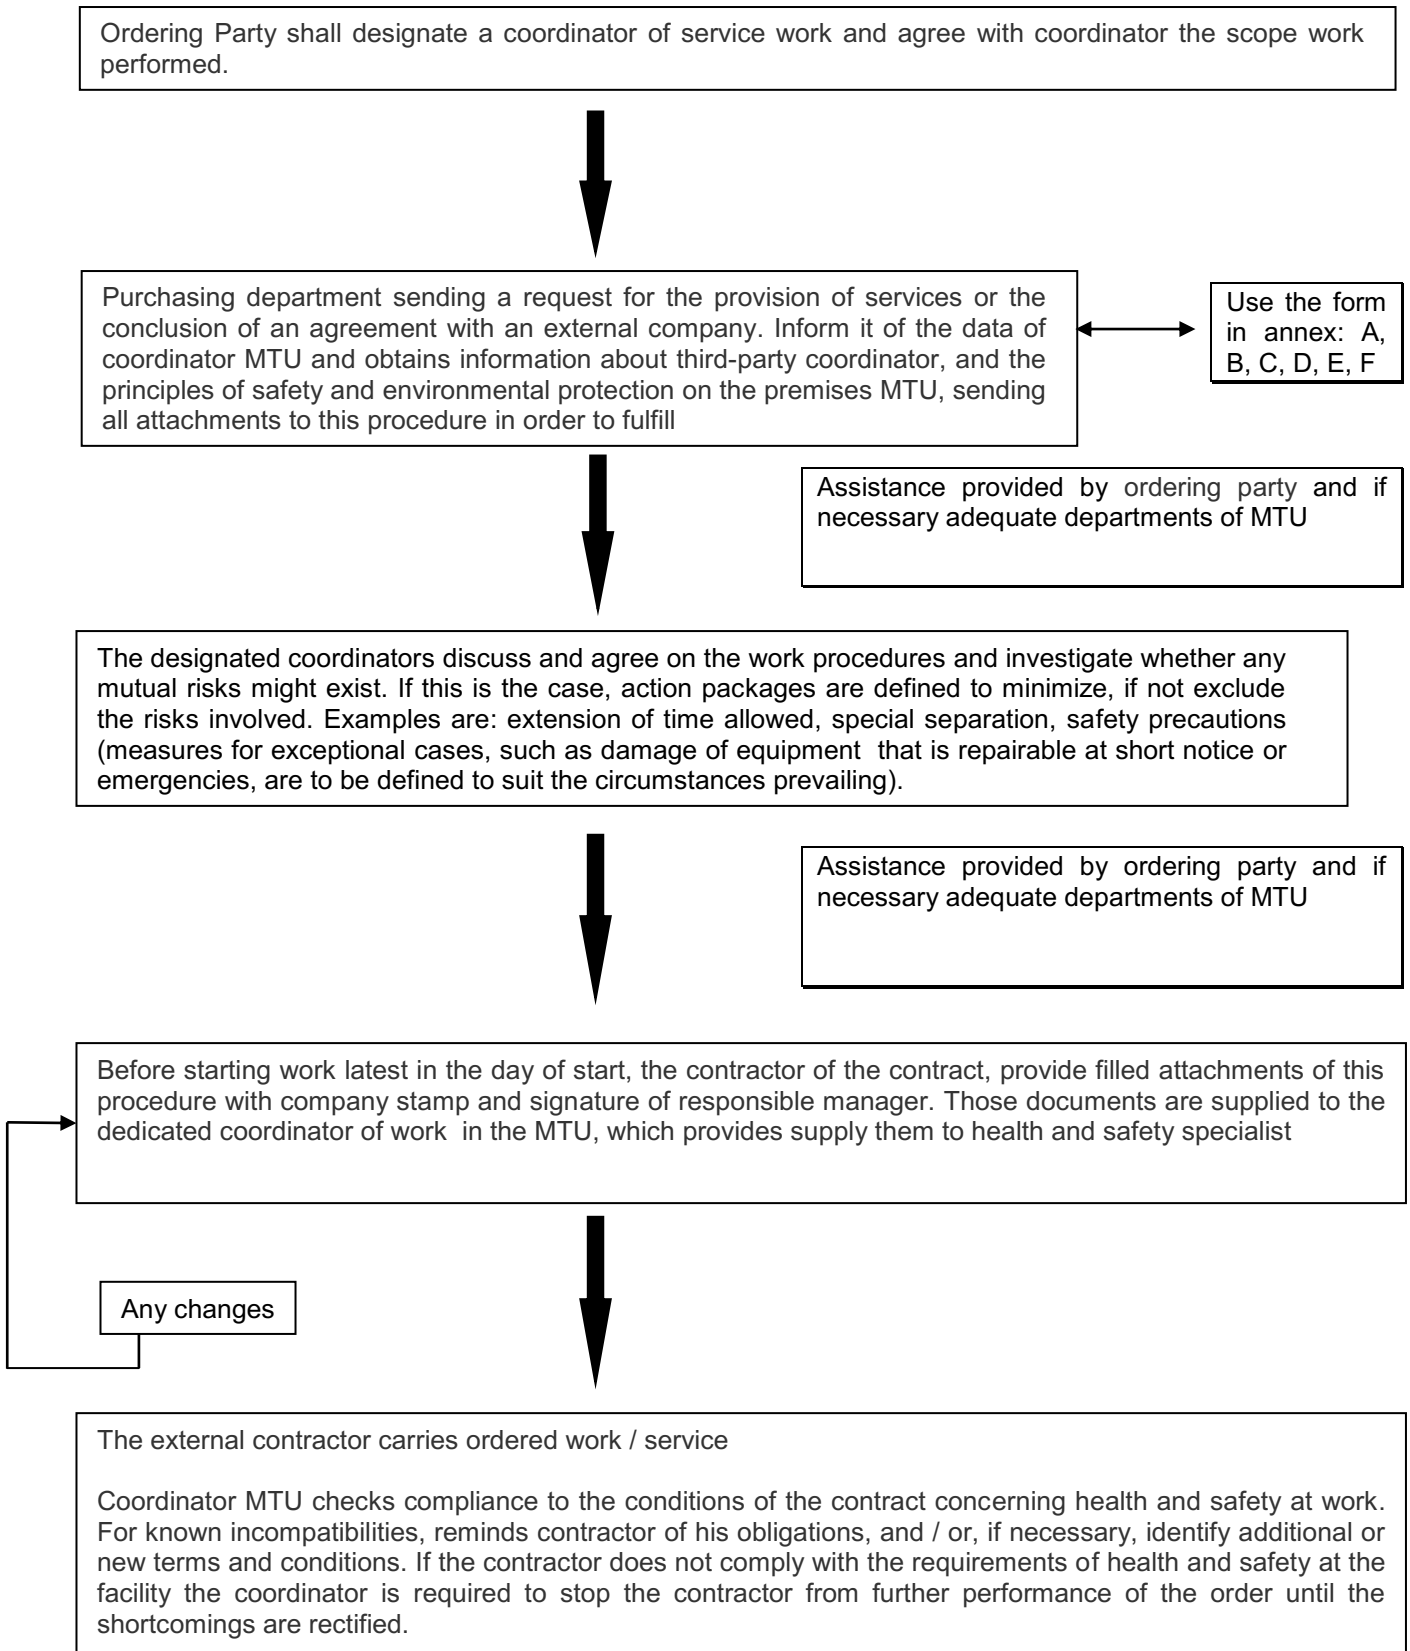 Ordering Party shall designate a coordinator of service work and agree with coordinator the scope work
performed.
Purchasing department sending a request for the provision of services or the
conclusion of an agreement with an external company. Inform it of the data of
coordinator MTU and obtains information about third-party coordinator, and the
principles of safety and environmental protection on the premises MTU, sending
all attachments to this procedure in order to fulfill
Use the form
in annex: A,
B, C, D, E, F
Assistance provided by ordering party and if
necessary adequate departments of MTU
The designated coordinators discuss and agree on the work procedures and investigate whether any
mutual risks might exist. If this is the case, action packages are defined to minimize, if not exclude
the risks involved. Examples are: extension of time allowed, special separation, safety precautions
(measures for exceptional cases, such as damage of equipment that is repairable at short notice or
emergencies, are to be defined to suit the circumstances prevailing).
Assistance provided by ordering party and if
necessary adequate departments of MTU
Before starting work latest in the day of start, the contractor of the contract, provide filled attachments of this
procedure with company stamp and signature of responsible manager. Those documents are supplied to the
dedicated coordinator of work in the MTU, which provides supply them to health and safety specialist
Any changes
The external contractor carries ordered work / service
Coordinator MTU checks compliance to the conditions of the contract concerning health and safety at work.
For known incompatibilities, reminds contractor of his obligations, and / or, if necessary, identify additional or
new terms and conditions. If the contractor does not comply with the requirements of health and safety at the
facility the coordinator is required to stop the contractor from further performance of the order until the
shortcomings are rectified.